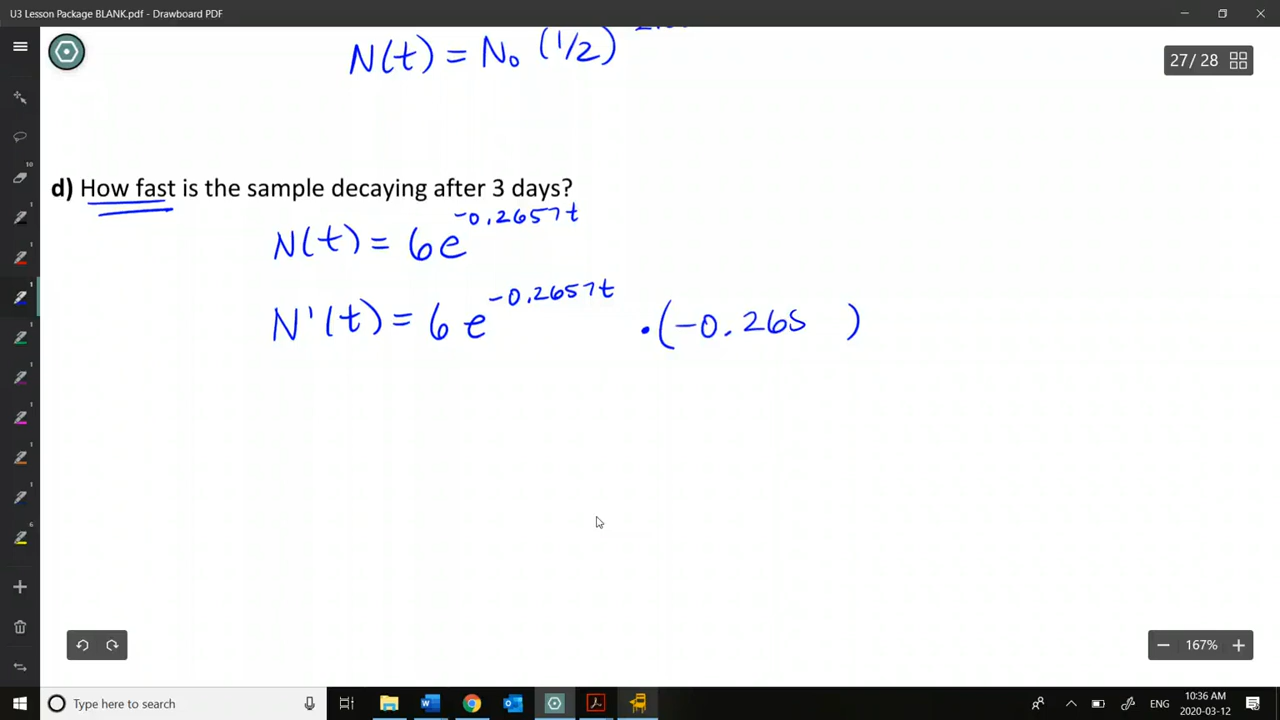 U3 Lesson Package BLANK.pdf - Drawboard PDF
N(t) = N₀ (1/2)
27 / 28
d) How fast is the sample decaying after 3 days?
N(t) = 6e^-0.2657t
N'(t) = 6 e^-0.2657t · (-0.265 )
167%
Type here to search
ENG
10:36 AM
2020-03-12